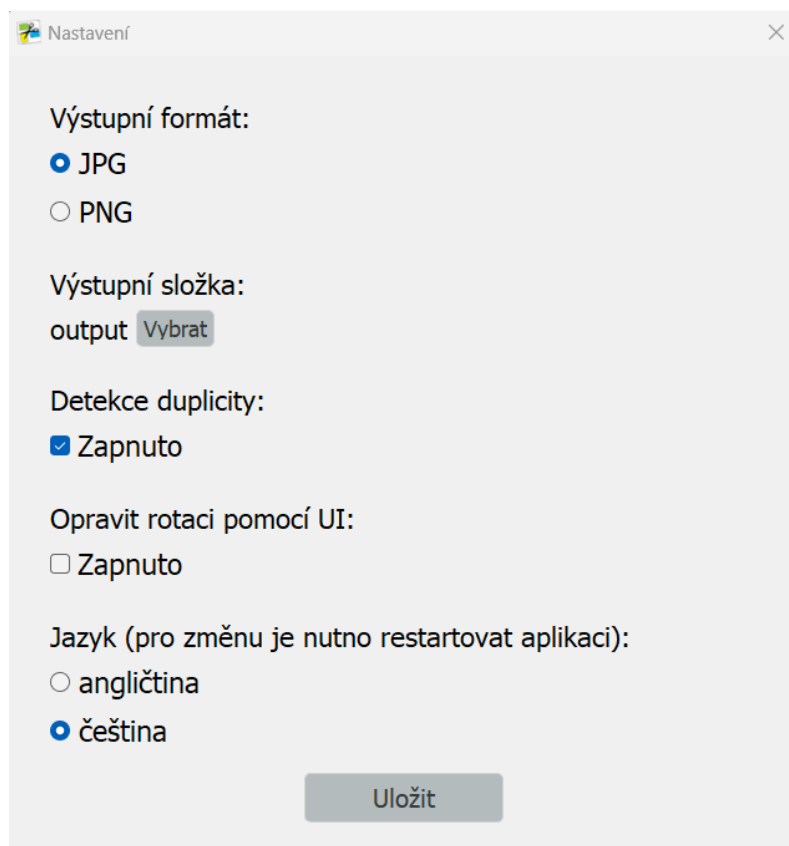 Nastavení
Výstupní formát:
JPG
PNG
Výstupní složka:
output Vybrat
Detekce duplicity:
Zapnuto
Opravit rotaci pomocí UI:
Zapnuto
Jazyk (pro změnu je nutno restartovat aplikaci):
angličtina
čeština
Uložit